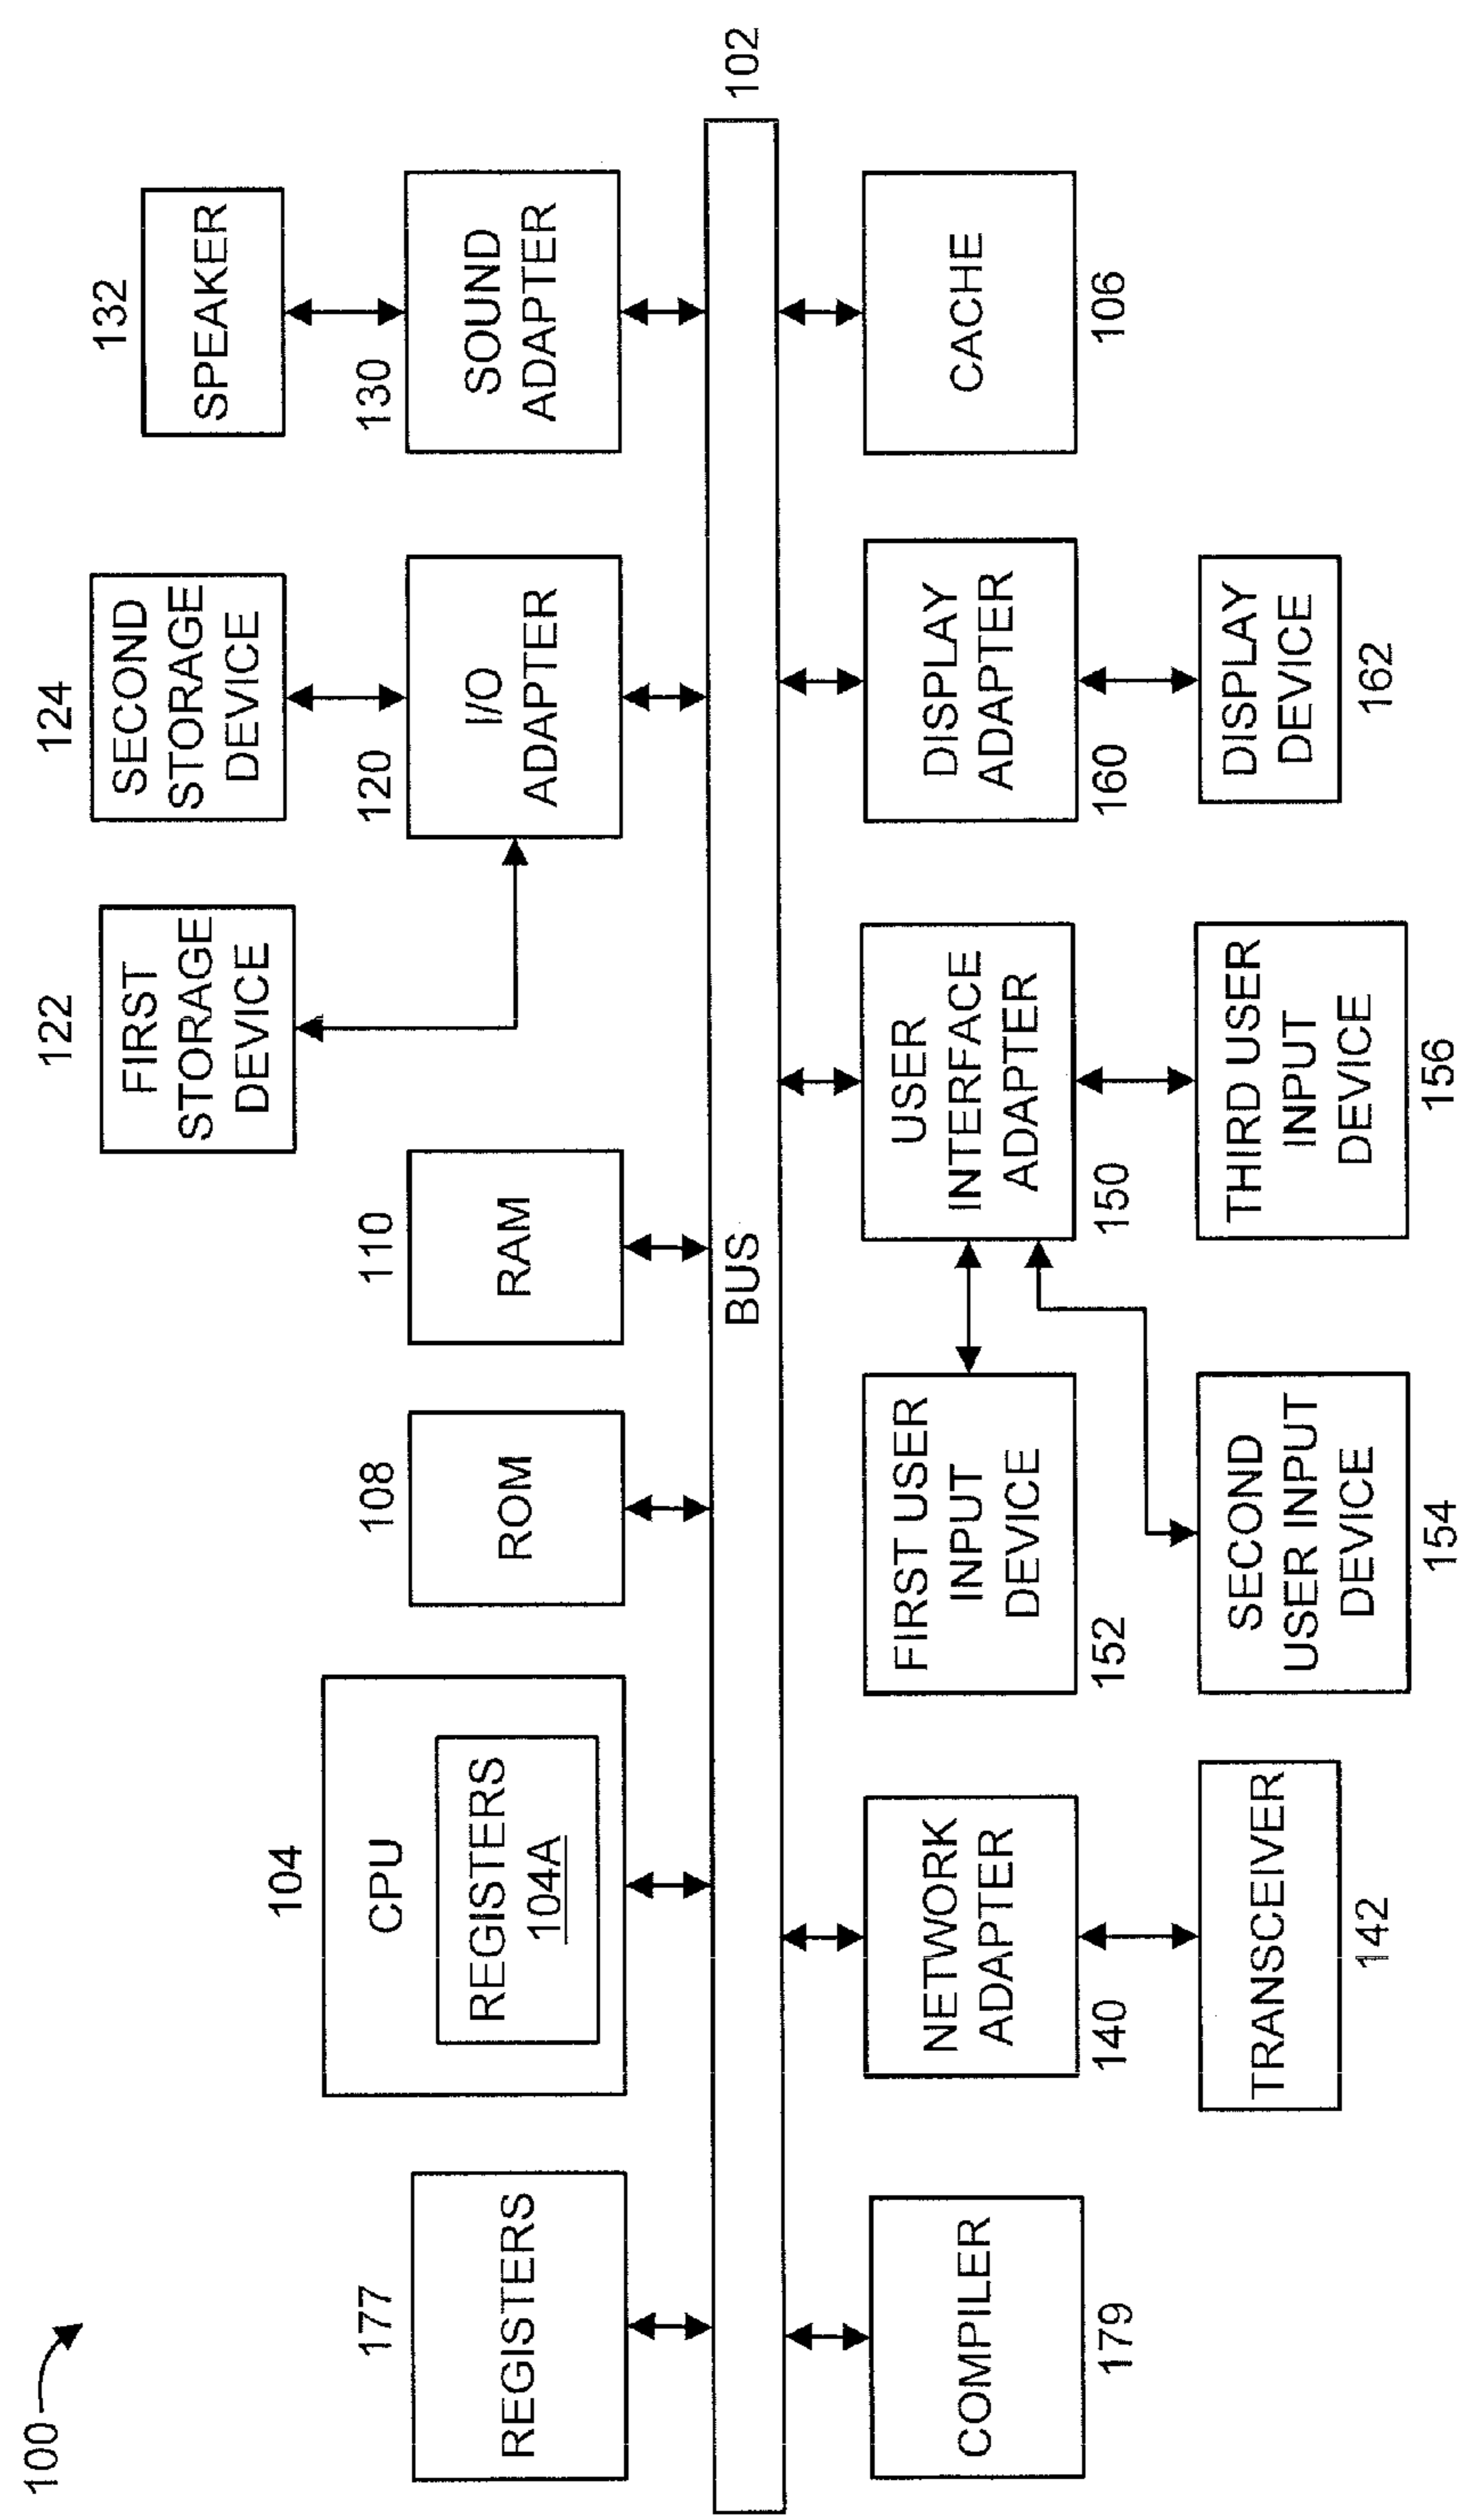 100
132
SPEAKER
124
SECOND
STORAGE
DEVICE
122
FIRST
STORAGE
DEVICE
177
REGISTERS
104
CPU
REGISTERS
104A
108
ROM
110
RAM
120
I/O
ADAPTER
130
SOUND
ADAPTER
BUS
102
COMPILER
179
NETWORK
ADAPTER
140
FIRST USER
INPUT
DEVICE
152
USER
INTERFACE
ADAPTER
150
DISPLAY
ADAPTER
160
CACHE
106
TRANSCEIVER
142
SECOND
USER INPUT
DEVICE
154
THIRD USER
INPUT
DEVICE
156
DISPLAY
DEVICE
162